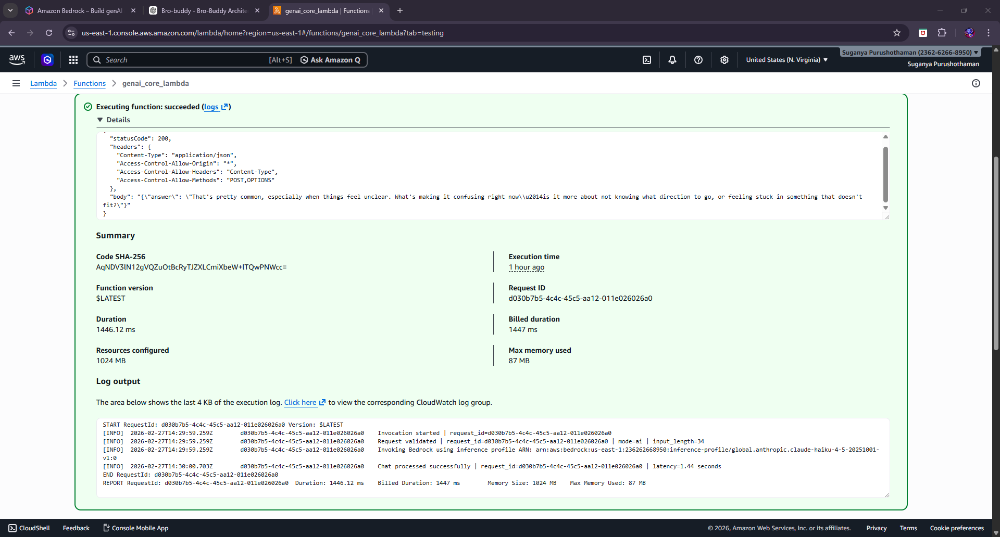 Amazon Bedrock – Build genAI
Bro-buddy - Bro-Buddy Archite
genai_core_lambda | Functions
us-east-1.console.aws.amazon.com/lambda/home?region=us-east-1#/functions/genai_core_lambda?tab=testing
aws
Search
[Alt+S]
Ask Amazon Q
United States (N. Virginia)
Suganya Purushothaman (2362-6266-8950)
Suganya Purushothaman
Lambda
Functions
genai_core_lambda
Executing function: succeeded (logs)
Details
{
"statusCode": 200,
"headers": {
"Content-Type": "application/json",
"Access-Control-Allow-Origin": "*",
"Access-Control-Allow-Headers": "Content-Type",
"Access-Control-Allow-Methods": "POST,OPTIONS"
},
"body": "{\"answer\": \"That's pretty common, especially when things feel unclear. What's making it confusing right now\\u2014is it more about not knowing what direction to go, or feeling stuck in something that doesn't
fit?\"}"
}
Summary
Code SHA-256
AqNDV3lN12gVQZuOtBcRyTJZXLCmiXbeW+lTQwPNWcc=
Execution time
1 hour ago
Function version
$LATEST
Request ID
d030b7b5-4c4c-45c5-aa12-011e026026a0
Duration
1446.12 ms
Billed duration
1447 ms
Resources configured
1024 MB
Max memory used
87 MB
Log output
The area below shows the last 4 KB of the execution log. Click here to view the corresponding CloudWatch log group.
START RequestId: d030b7b5-4c4c-45c5-aa12-011e026026a0 Version: $LATEST
[INFO] 2026-02-27T14:29:59.259Z d030b7b5-4c4c-45c5-aa12-011e026026a0 Invocation started | request_id=d030b7b5-4c4c-45c5-aa12-011e026026a0
[INFO] 2026-02-27T14:29:59.259Z d030b7b5-4c4c-45c5-aa12-011e026026a0 Request validated | request_id=d030b7b5-4c4c-45c5-aa12-011e026026a0 | mode=ai | input_length=34
[INFO] 2026-02-27T14:29:59.259Z d030b7b5-4c4c-45c5-aa12-011e026026a0 Invoking Bedrock using inference profile ARN: arn:aws:bedrock:us-east-1:236262668950:inference-profile/global.anthropic.claude-haiku-4-5-20251001-
v1:0
[INFO] 2026-02-27T14:30:00.703Z d030b7b5-4c4c-45c5-aa12-011e026026a0 Chat processed successfully | request_id=d030b7b5-4c4c-45c5-aa12-011e026026a0 | latency=1.44 seconds
END RequestId: d030b7b5-4c4c-45c5-aa12-011e026026a0
REPORT RequestId: d030b7b5-4c4c-45c5-aa12-011e026026a0 Duration: 1446.12 ms Billed Duration: 1447 ms Memory Size: 1024 MB Max Memory Used: 87 MB
CloudShell
Feedback
Console Mobile App
© 2026, Amazon Web Services, Inc. or its affiliates.
Privacy
Terms
Cookie preferences